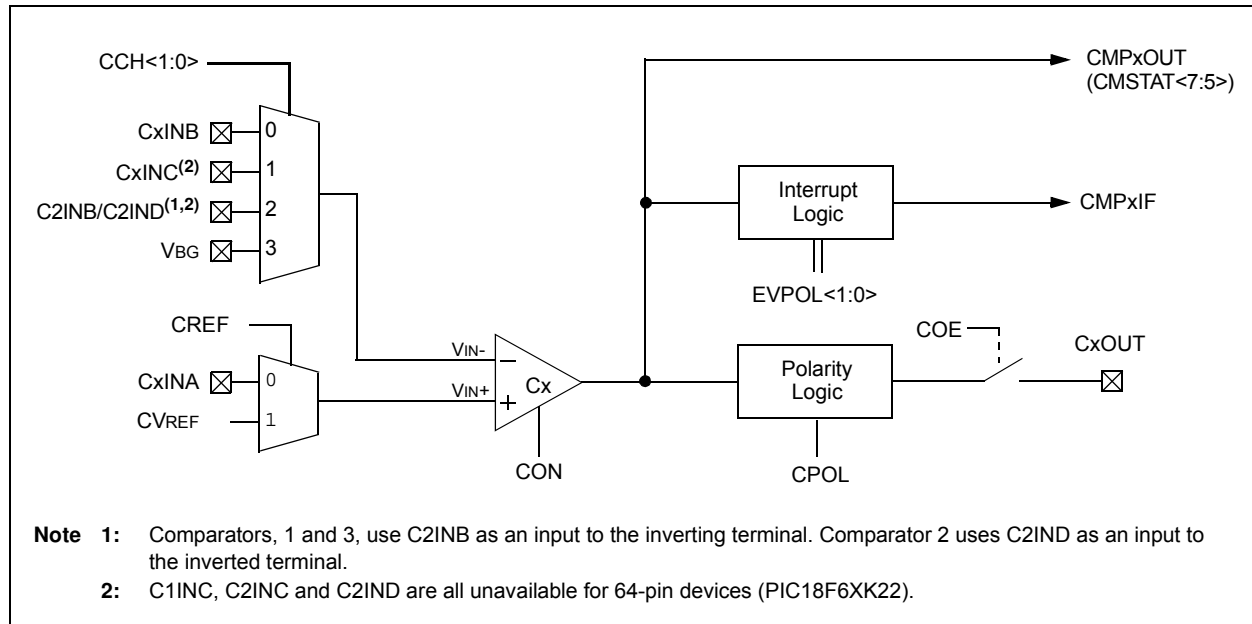 CCH<1:0>
CMPxOUT
(CMSTAT<7:5>)
CxINB
0
CxINC(2)
1
C2INB/C2IND(1,2)
2
VBG
3
Interrupt
Logic
CMPxIF
EVPOL<1:0>
CREF
COE
CxOUT
CxINA
0
CVREF
1
VIN-
–
VIN+
+
Cx
CON
Polarity
Logic
CPOL
Note 1: Comparators, 1 and 3, use C2INB as an input to the inverting terminal. Comparator 2 uses C2IND as an input to
the inverted terminal.
2: C1INC, C2INC and C2IND are all unavailable for 64-pin devices (PIC18F6XK22).